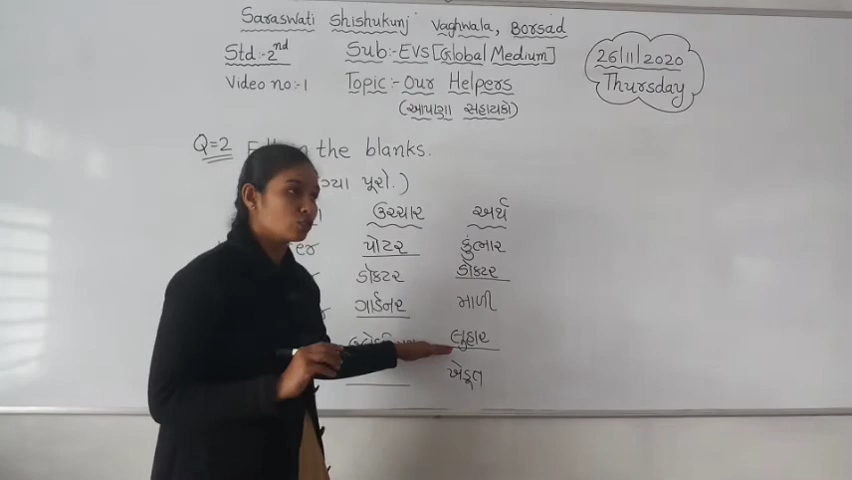 Saraswati Shishukunj Vaghwala, Borsad
Std:-2nd Sub:-EVS[Global Medium]
26/11/2020
Thursday
Video no:-1 Topic:-Our Helpers
(આપણા સહાયકો)
Q=2 the blanks.
પૂરો.)
ઉચ્ચાર અર્થ
પોટર કુંભાર
ડોક્ટર ડોક્ટર
ગાર્ડનર માળી
લુહાર
ખેડૂત